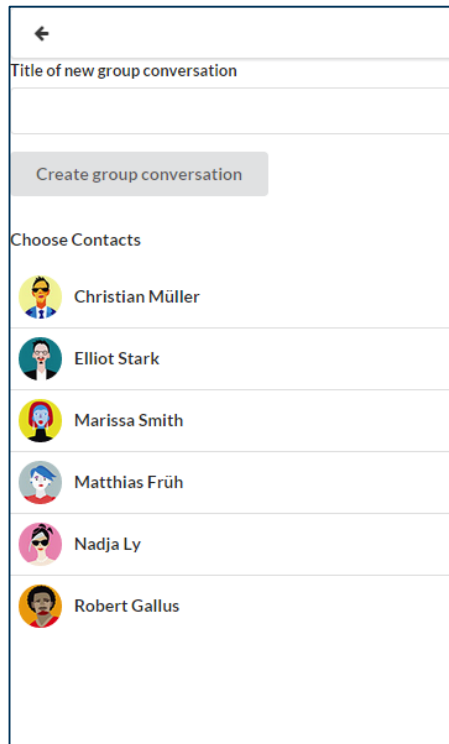 Title of new group conversation
Create group conversation
Choose Contacts
Christian Müller
Elliot Stark
Marissa Smith
Matthias Früh
Nadja Ly
Robert Gallus